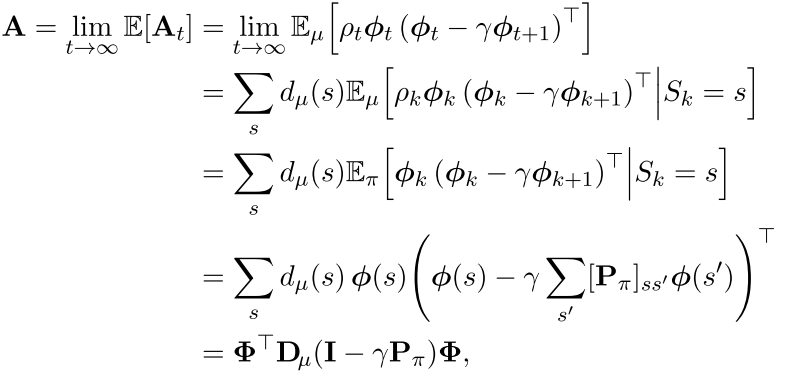 A = lim_{t→∞} 𝔼[A_t] = lim_{t→∞} 𝔼_μ[ρ_t ϕ_t (ϕ_t − γϕ_{t+1})^⊤]
= ∑_s d_μ(s)𝔼_μ[ρ_k ϕ_k (ϕ_k − γϕ_{k+1})^⊤ | S_k = s]
= ∑_s d_μ(s)𝔼_π[ϕ_k (ϕ_k − γϕ_{k+1})^⊤ | S_k = s]
= ∑_s d_μ(s) ϕ(s)(ϕ(s) − γ ∑_{s′}[P_π]_{ss′}ϕ(s′))^⊤
= Φ^⊤D_μ(I − γP_π)Φ,